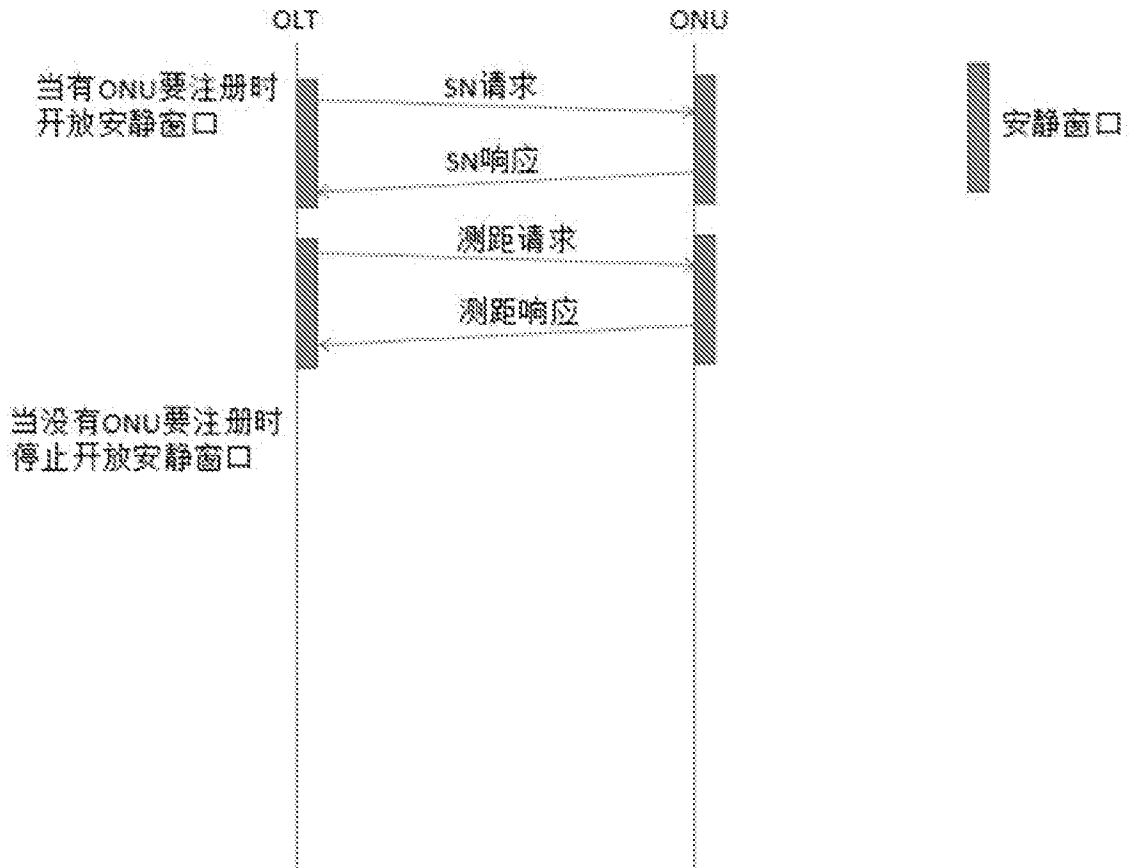 OLT
ONU
当有ONU要注册时
开放安静窗口
SN请求
安静窗口
SN响应
测距请求
测距响应
当没有ONU要注册时
停止开放安静窗口